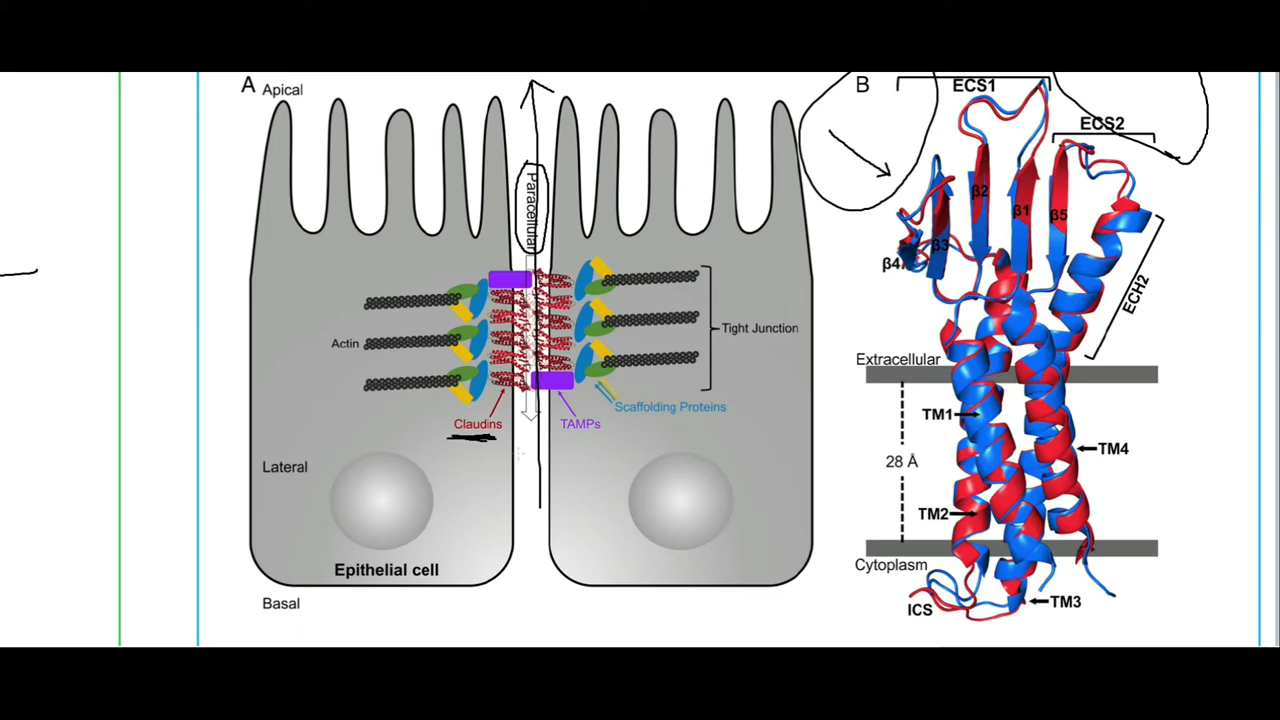 A
Apical
Paracellular
Actin
Tight Junction
Claudins
TAMPs
Scaffolding Proteins
Lateral
Epithelial cell
Basal
B
ECS1
ECS2
β2
β1
β5
β3
β4
ECH2
Extracellular
TM1
28 Å
TM4
TM2
Cytoplasm
ICS
TM3